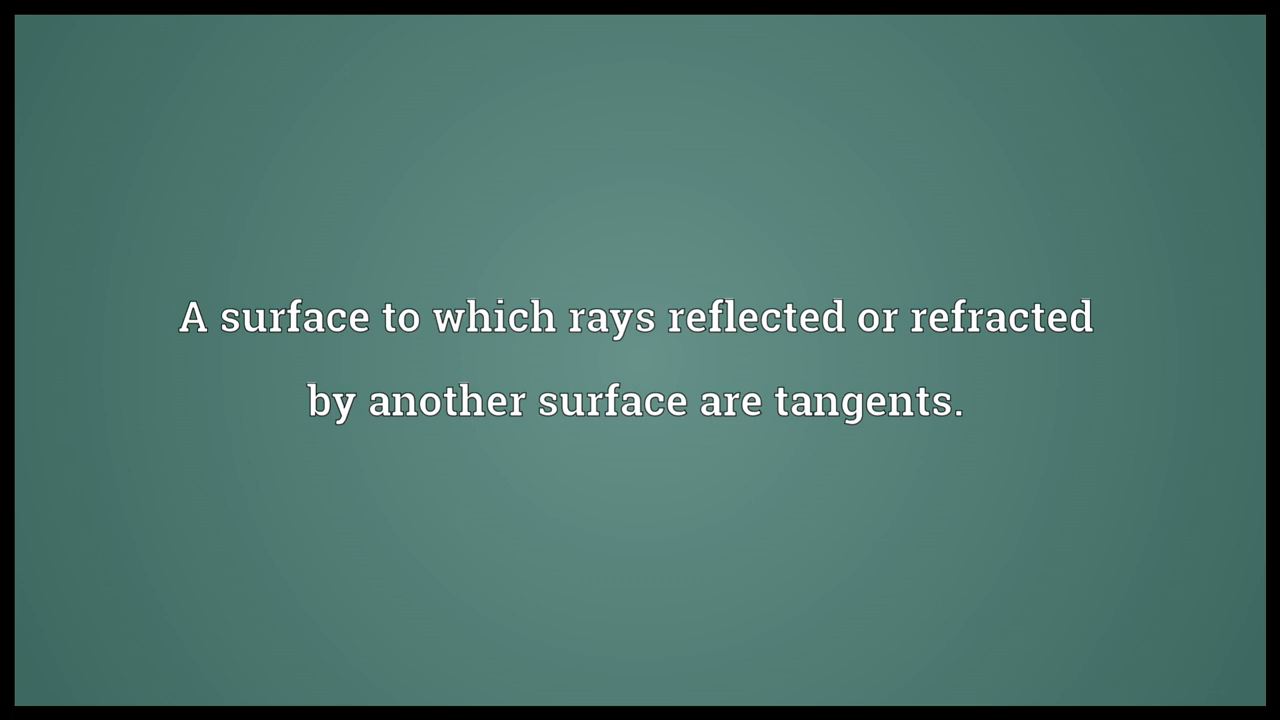 A surface to which rays reflected or refracted
by another surface are tangents.